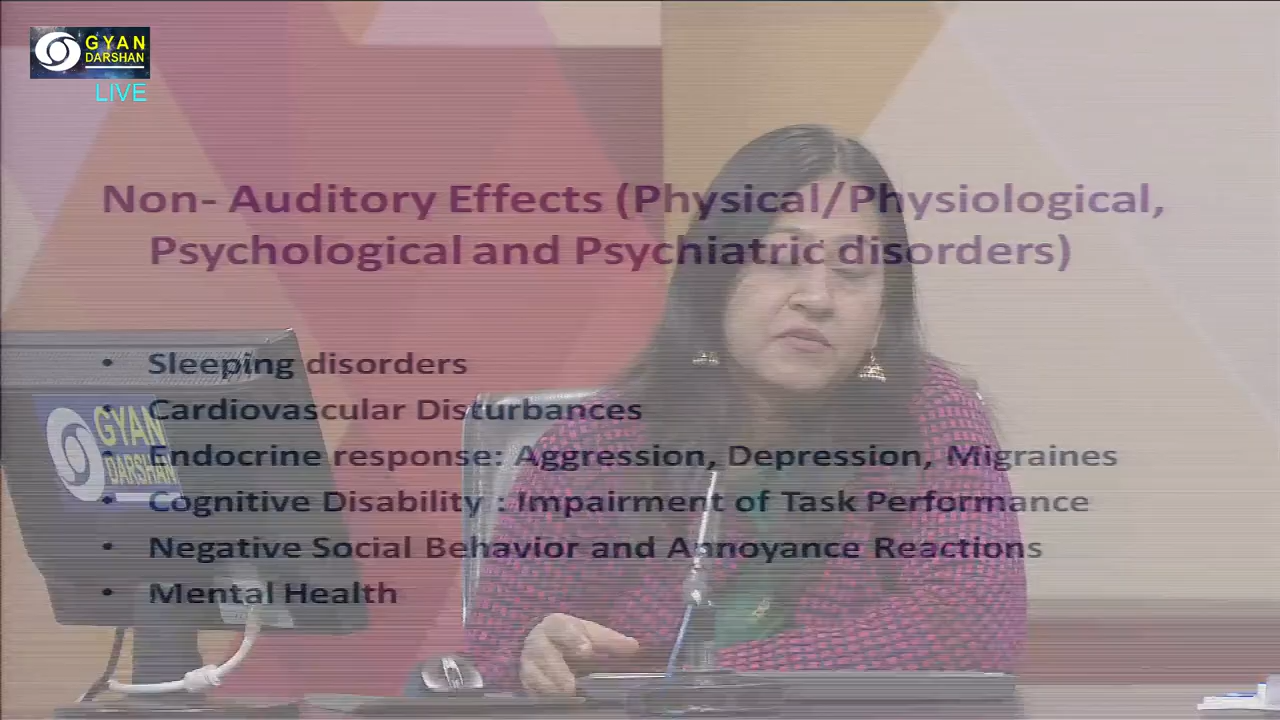 GYAN
DARSHAN
LIVE
Non- Auditory Effects (Physical/Physiological,
Psychological and Psychiatric disorders)
• Sleeping disorders
• Cardiovascular Disturbances
• Endocrine response: Aggression, Depression, Migraines
• Cognitive Disability : Impairment of Task Performance
• Negative Social Behavior and Annoyance Reactions
• Mental Health
GYAN
DARSHAN